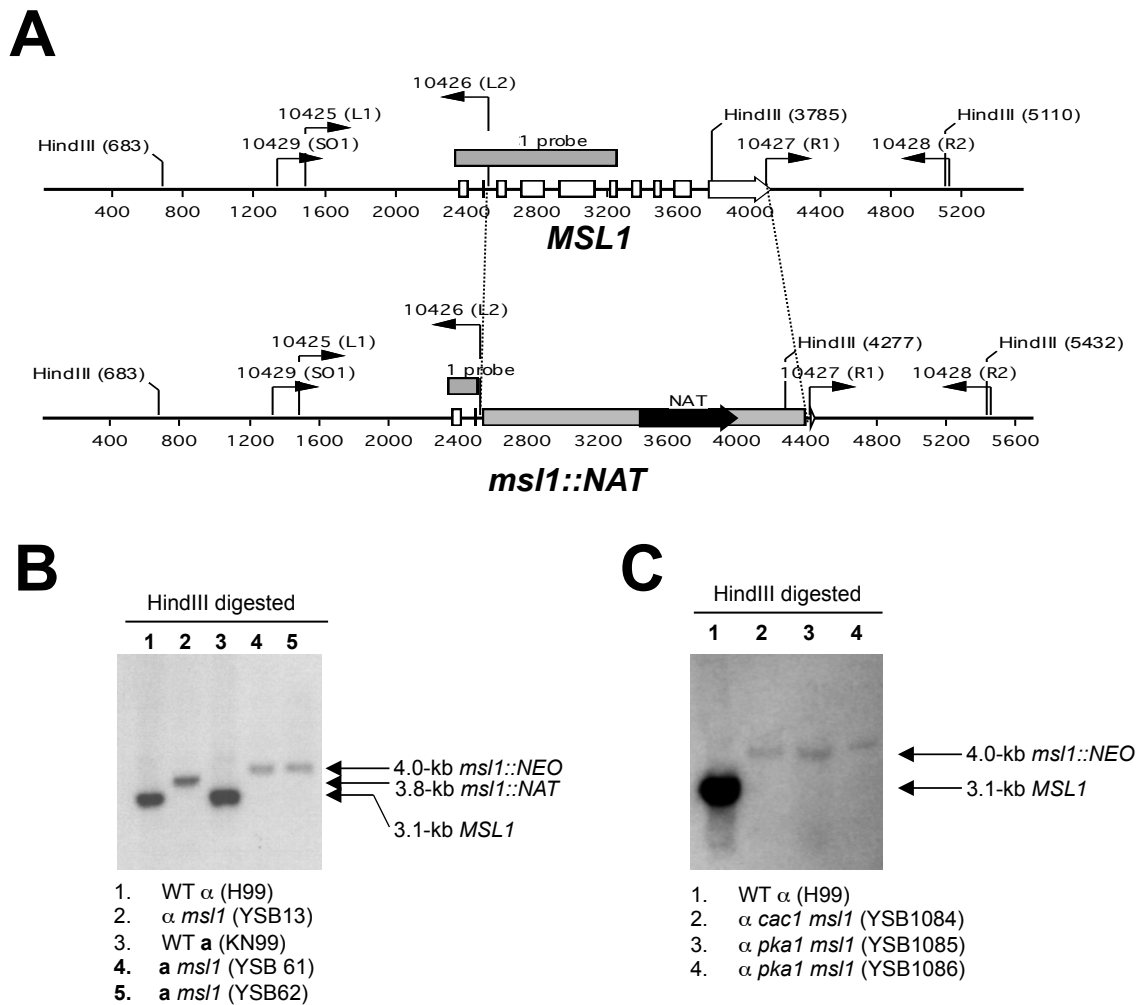 A
10426 (L2)
10425 (L1)
1 probe
HindIII (3785)
HindIII (5110)
HindIII (683)
10429 (SO1)
10427 (R1)
10428 (R2)
400 800 1200 1600 2000 2400 2800 3200 3600 4000 4400 4800 5200
MSL1
10426 (L2)
10425 (L1)
1 probe
HindIII (4277)
HindIII (5432)
HindIII (683)
10429 (SO1)
10427 (R1)
10428 (R2)
NAT
400 800 1200 1600 2000 2400 2800 3200 3600 4000 4400 4800 5200 5600
msl1::NAT
B
HindIII digested
1 2 3 4 5
4.0-kb msl1::NEO
3.8-kb msl1::NAT
3.1-kb MSL1
1. WT α (H99)
2. α msl1 (YSB13)
3. WT a (KN99)
4. a msl1 (YSB 61)
5. a msl1 (YSB62)
C
HindIII digested
1 2 3 4
4.0-kb msl1::NEO
3.1-kb MSL1
1. WT α (H99)
2. α cac1 msl1 (YSB1084)
3. α pka1 msl1 (YSB1085)
4. α pka1 msl1 (YSB1086)